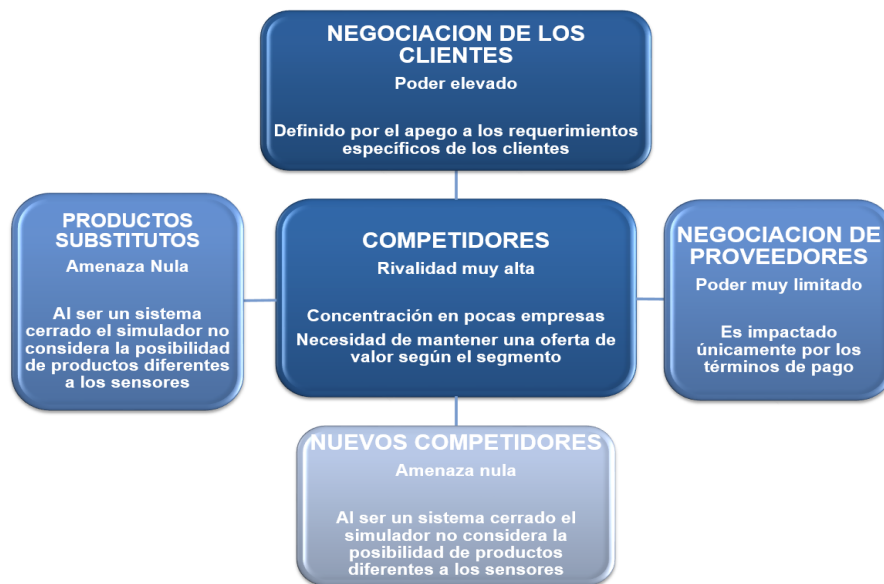 NEGOCIACION DE LOS
CLIENTES
Poder elevado
Definido por el apego a los requerimientos
específicos de los clientes
PRODUCTOS
SUBSTITUTOS
Amenaza Nula
Al ser un sistema
cerrado el simulador no
considera la posibilidad
de productos diferentes
a los sensores
COMPETIDORES
Rivalidad muy alta
Concentración en pocas empresas
Necesidad de mantener una oferta de
valor según el segmento
NEGOCIACION DE
PROVEEDORES
Poder muy limitado
Es impactado
únicamente por los
términos de pago
NUEVOS COMPETIDORES
Amenaza nula
Al ser un sistema cerrado el
simulador no considera la
posibilidad de productos
diferentes a los sensores